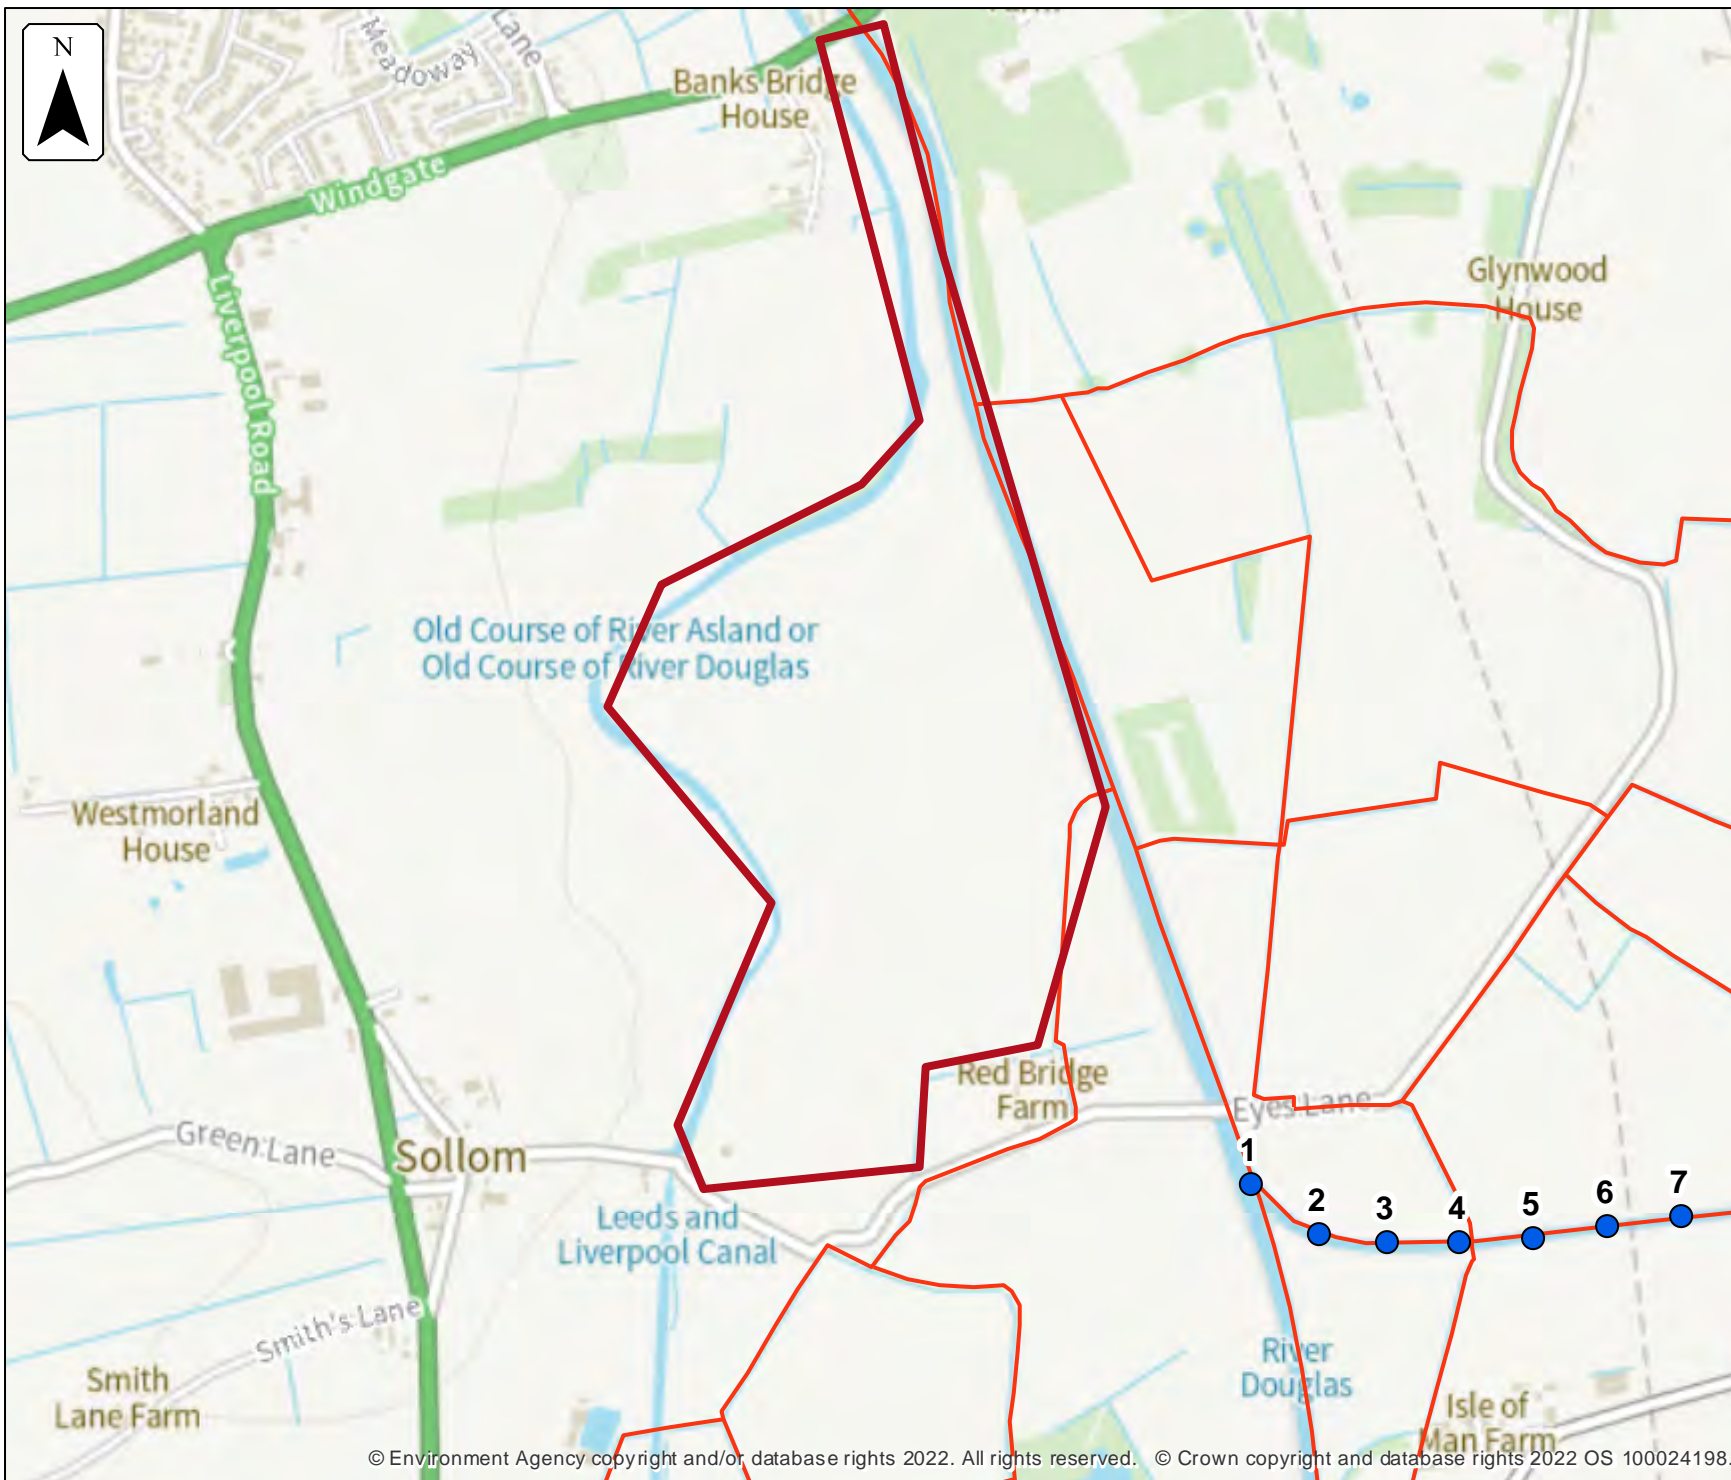 N
Meadoway
Lane
Banks Bridge
House
Windgate
Liverpool Road
Glynwood
House
Old Course of River Asland or
Old Course of River Douglas
Westmorland
House
Red Bridge
Farm
Eyes Lane
Green Lane
Sollom
1
2
3
4
5
6
7
Leeds and
Liverpool Canal
Smith's Lane
River
Douglas
Smith
Lane Farm
Isle of
Man Farm
© Environment Agency copyright and/or database rights 2022. All rights reserved. © Crown copyright and database rights 2022 OS 100024198.